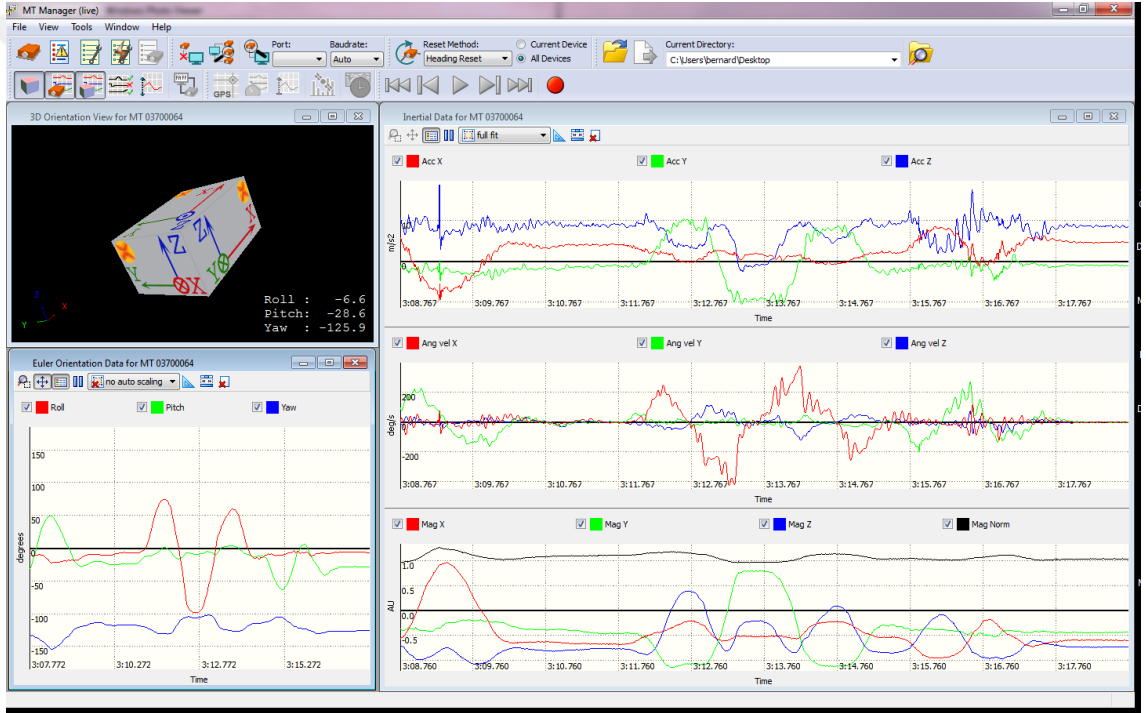 MT Manager (live)
File View Tools Window Help
Port: Baudrate: Reset Method: Current Device Current Directory:
Auto Heading Reset All Devices C:\Users\bernard\Desktop
GPS
3D Orientation View for MT 03700064
Roll : -6.6
Pitch: -28.6
Yaw : -125.9
Z
X
Y
Euler Orientation Data for MT 03700064
no auto scaling
Roll Pitch Yaw
150
100
50
0
-50
-100
-150
degrees
3:07.772 3:10.272 3:12.772 3:15.272
Time
Inertial Data for MT 03700064
full fit
Acc X Acc Y Acc Z
m/s2
0
3:08.767 3:09.767 3:10.767 3:11.767 3:12.767 3:13.767 3:14.767 3:15.767 3:16.767 3:17.767
Time
Ang vel X Ang vel Y Ang vel Z
200
deg/s
-200
3:08.767 3:09.767 3:10.767 3:11.767 3:12.767 3:13.767 3:14.767 3:15.767 3:16.767 3:17.767
Time
Mag X Mag Y Mag Z Mag Norm
1.0
0.5
0.0
-0.5
AU
3:08.760 3:09.760 3:10.760 3:11.760 3:12.760 3:13.760 3:14.760 3:15.760 3:16.760 3:17.760
Time